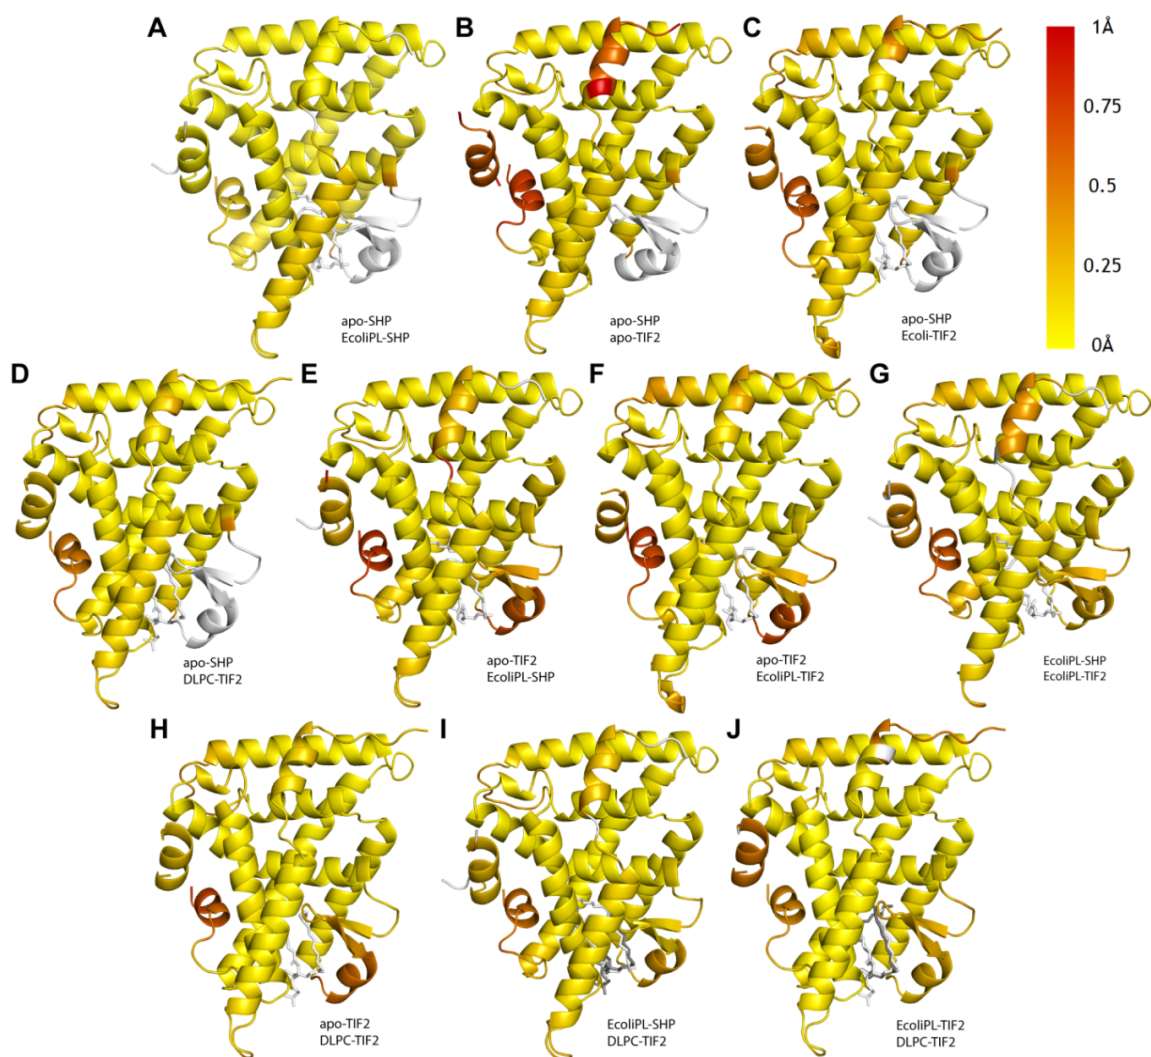 A
B
C
1Å
0.75
0.5
0.25
0Å
apo-SHP
EcoliPL-SHP
apo-SHP
apo-TIF2
apo-SHP
Ecoli-TIF2
D
E
F
G
apo-SHP
DLPC-TIF2
apo-TIF2
EcoliPL-SHP
apo-TIF2
EcoliPL-TIF2
EcoliPL-SHP
EcoliPL-TIF2
H
I
J
apo-TIF2
DLPC-TIF2
EcoliPL-SHP
DLPC-TIF2
EcoliPL-TIF2
DLPC-TIF2